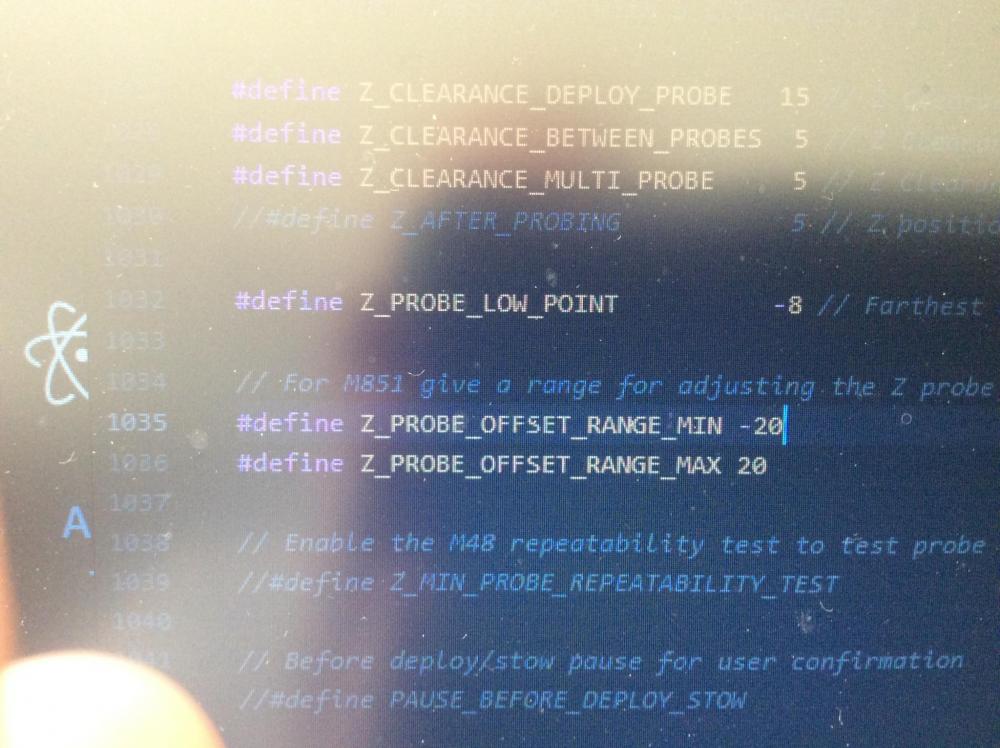 #define Z_CLEARANCE_DEPLOY_PROBE 15 // Z
#define Z_CLEARANCE_BETWEEN_PROBES 5 // Z
1029 #define Z_CLEARANCE_MULTI_PROBE 5 // Z
1030 //#define Z_AFTER_PROBING 5 // Z
1031
1032 #define Z_PROBE_LOW_POINT -8 // Farthest
1033
1034 // For M851 give a range for adjusting the Z probe
1035 #define Z_PROBE_OFFSET_RANGE_MIN -20
1036 #define Z_PROBE_OFFSET_RANGE_MAX 20
1037
A
1038 // Enable the M48 repeatability test to test probe
1039 //#define Z_MIN_PROBE_REPEATABILITY_TEST
1040
// Before deploy/stow pause for user confirmation
//#define PAUSE_BEFORE_DEPLOY_STOW